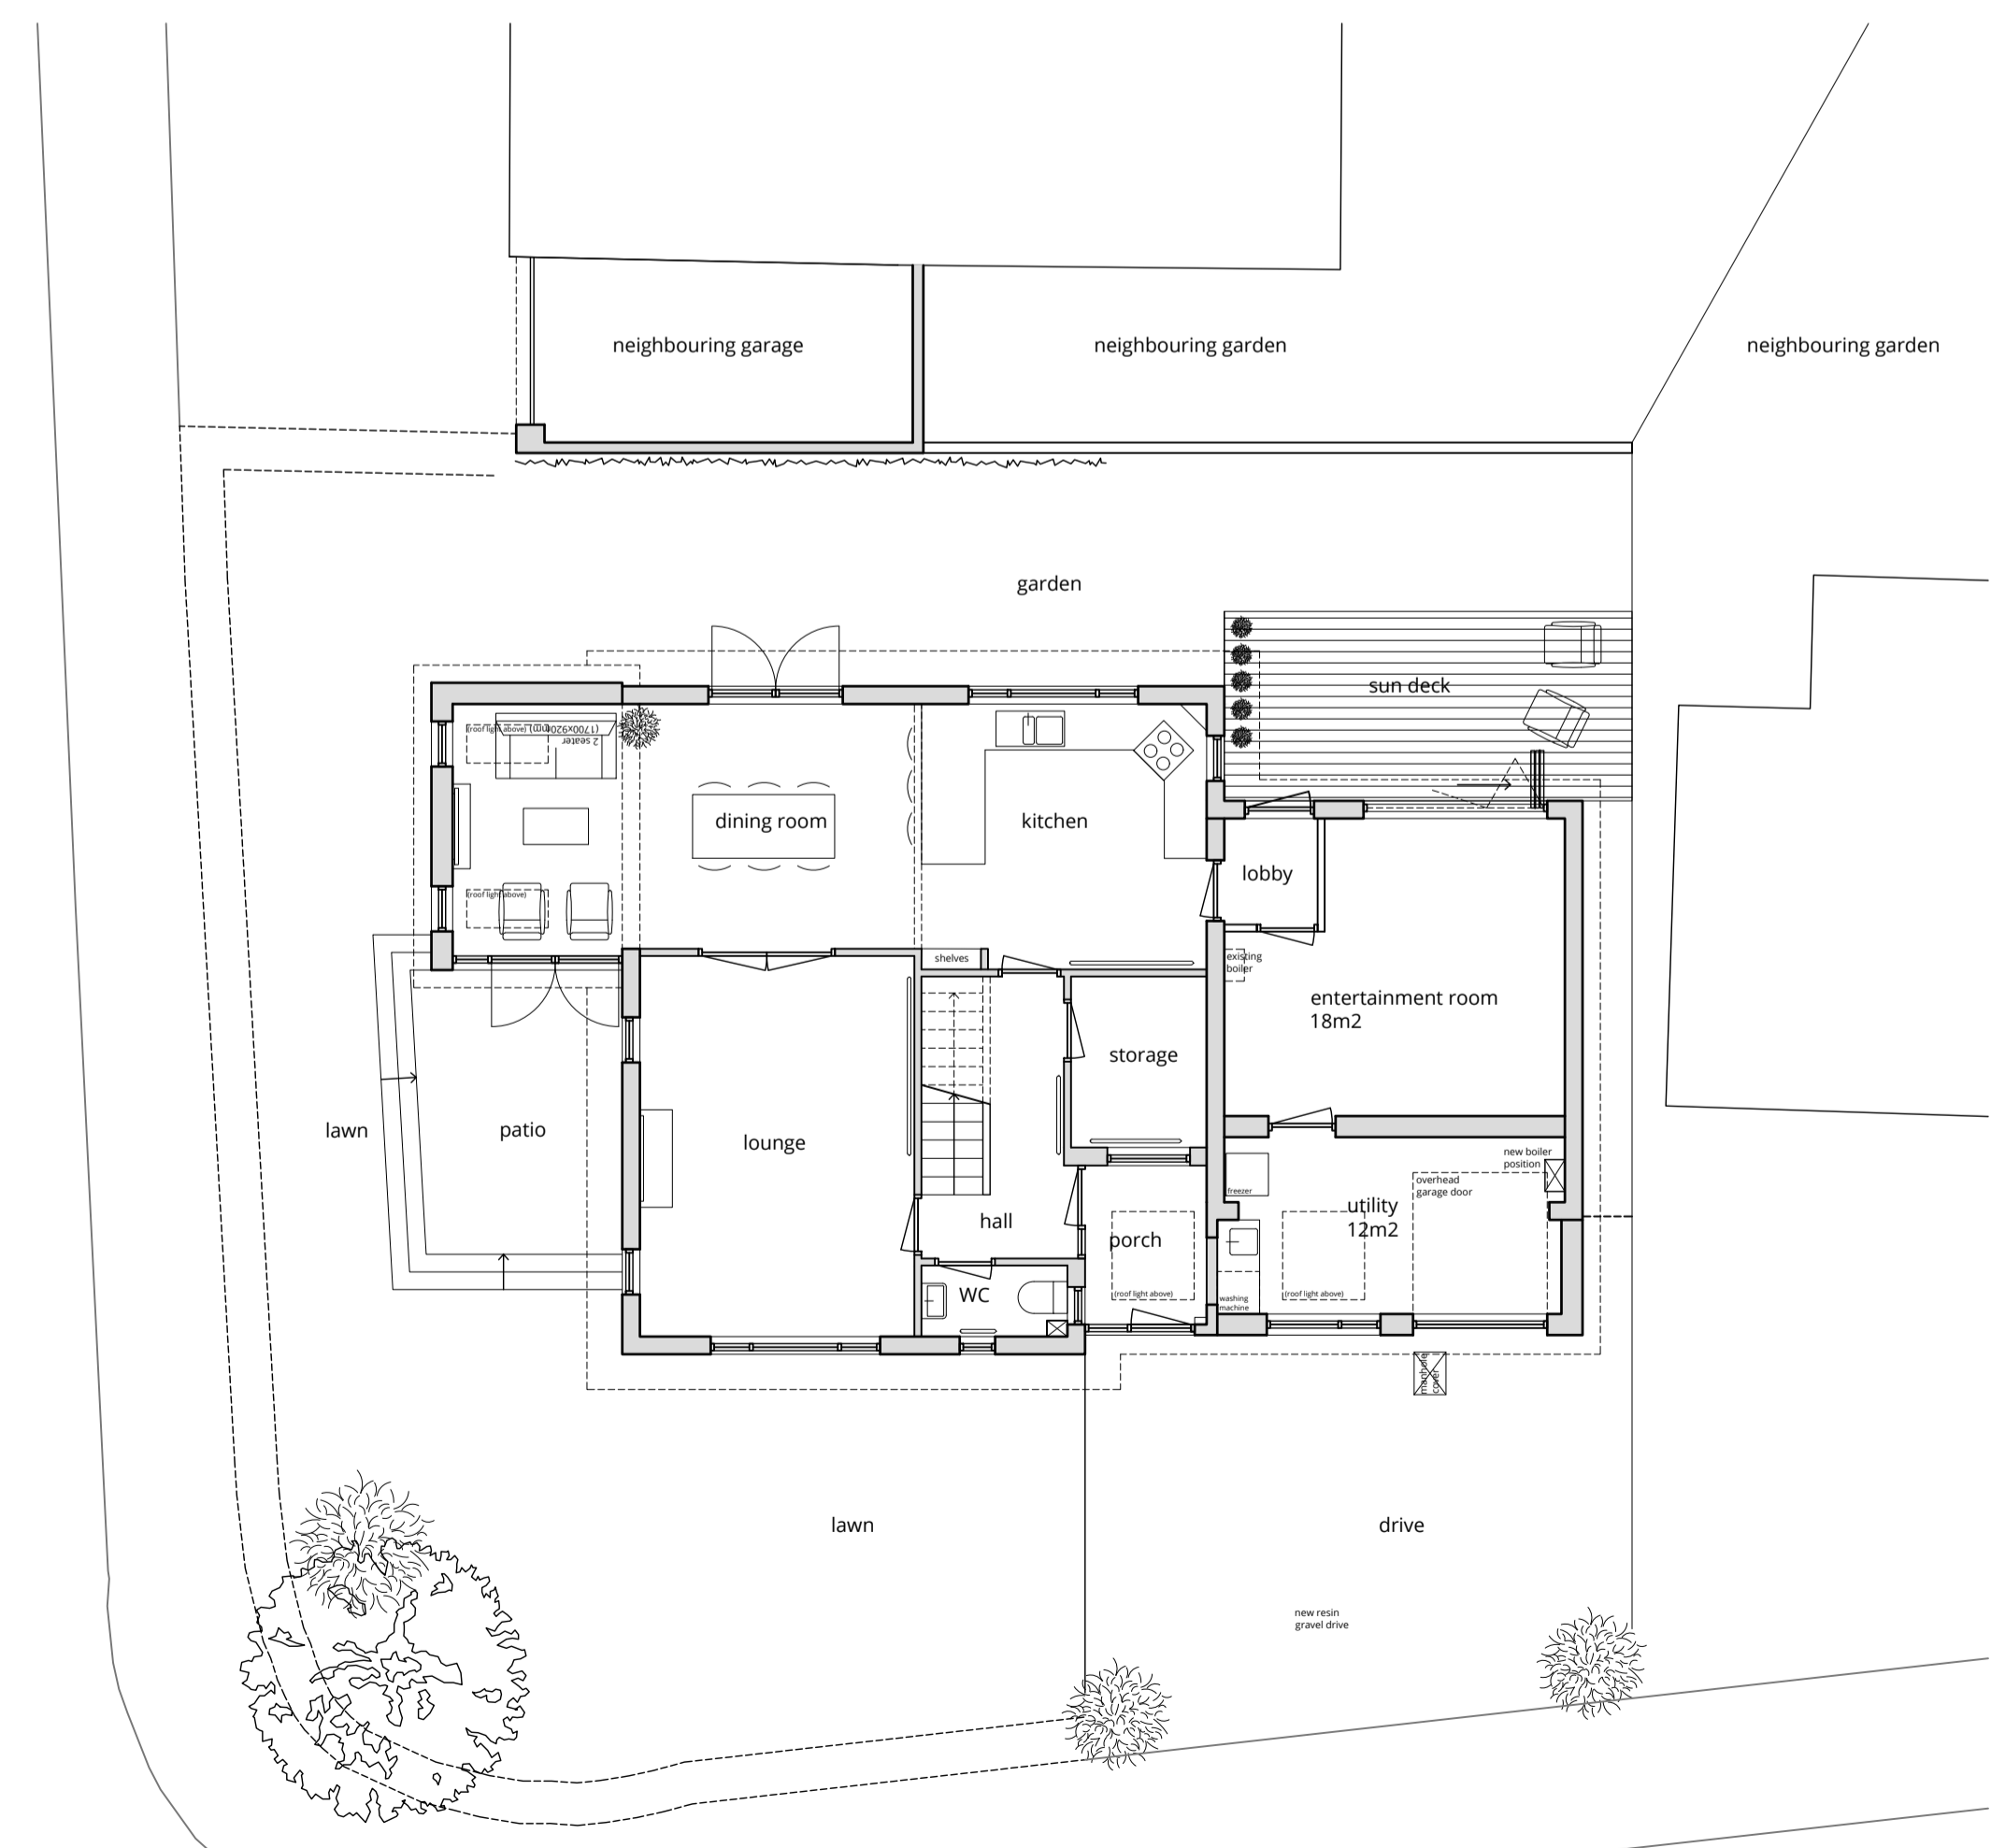 neighbouring garage
neighbouring garden
neighbouring garden
garden
sun deck
(roof light above)
2 seater
(1700x920mm)
dining room
kitchen
lobby
(roof light above)
shelves
existing
boiler
entertainment room
18m2
storage
lawn
patio
lounge
new boiler
position
overhead
garage door
freezer
utility
12m2
hall
porch
(roof light above)
(roof light above)
WC
washing
machine
manhole
cover
lawn
drive
new resin
gravel drive